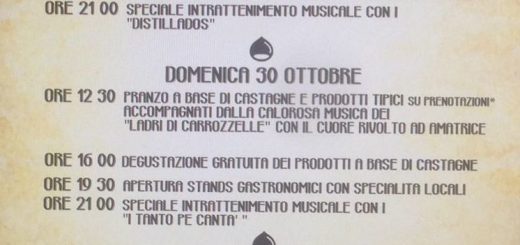 ORE 21 00 SPECIALE INTRATTENIMENTO MUSICALE CON I
"DISTILLADOS"
DOMENICA 30 OTTOBRE
ORE 12 30 PRANZO A BASE DI CASTAGNE E PRODOTTI TIPICI SU PRENOTAZIONI*
ACCOMPAGNATI DALLA CALOROSA MUSICA DEI
"LADRI DI CARROZZELLE" CON IL CUORE RIVOLTO AD AMATRICE
ORE 16 00 DEGUSTAZIONE GRATUITA DEI PRODOTTI A BASE DI CASTAGNE
ORE 19 30 APERTURA STANDS GASTRONOMICI CON SPECIALITA LOCALI
ORE 21 00 SPECIALE INTRATTENIMENTO MUSICALE CON I
"I TANTO PE CANTA' "